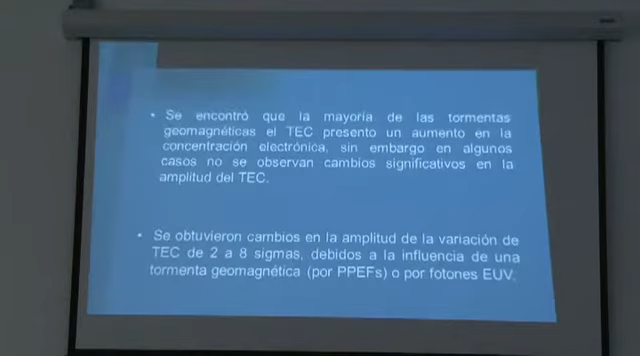 • Se encontró que la mayoría de las tormentas
geomagnéticas el TEC presento un aumento en la
concentración electrónica, sin embargo en algunos
casos no se observan cambios significativos en la
amplitud del TEC.
• Se obtuvieron cambios en la amplitud de la variación de
TEC de 2 a 8 sigmas, debidos a la influencia de una
tormenta geomagnética (por PPEFs) o por fotones EUV.